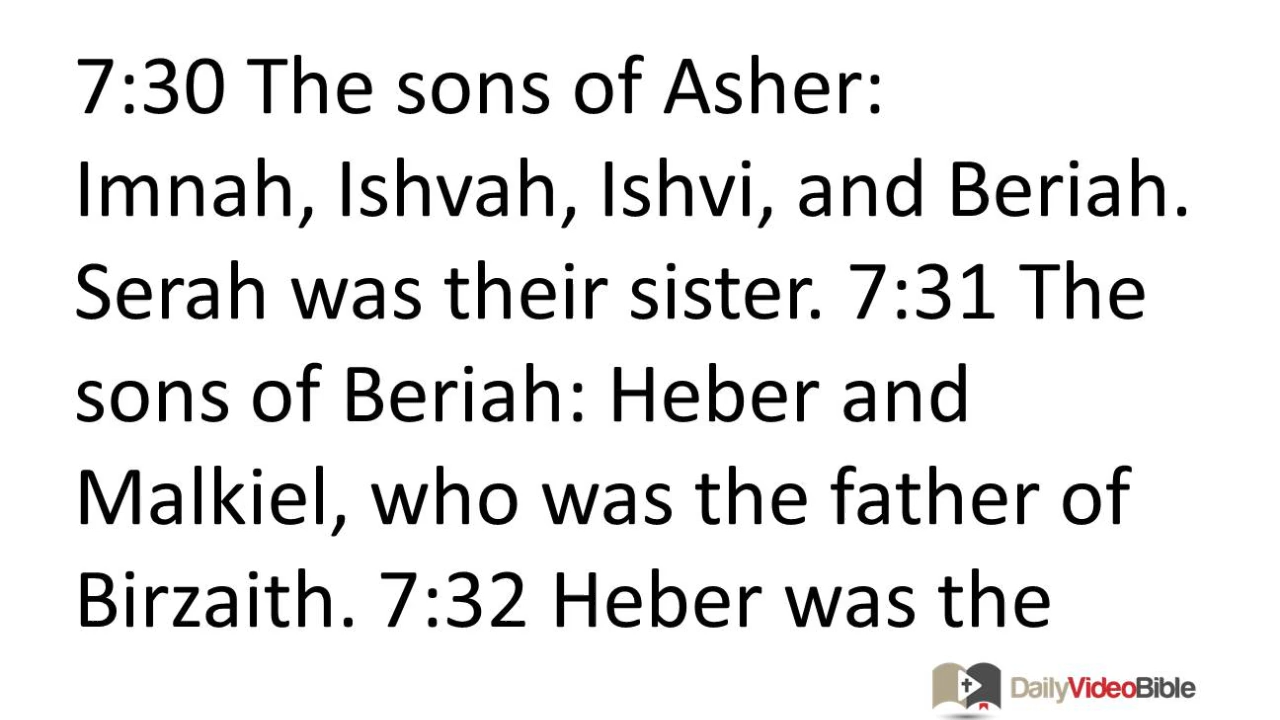 7:30 The sons of Asher:
Imnah, Ishvah, Ishvi, and Beriah.
Serah was their sister. 7:31 The
sons of Beriah: Heber and
Malkiel, who was the father of
Birzaith. 7:32 Heber was the
DailyVideoBible